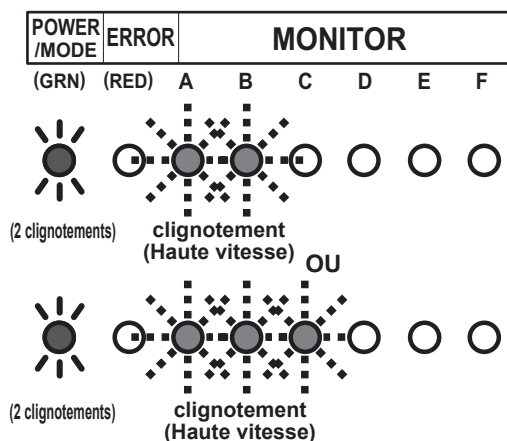 POWER /MODE ERROR MONITOR
(GRN) (RED) A B C D E F
(2 clignotements) clignotement
(Haute vitesse)
OU
(2 clignotements) clignotement
(Haute vitesse)